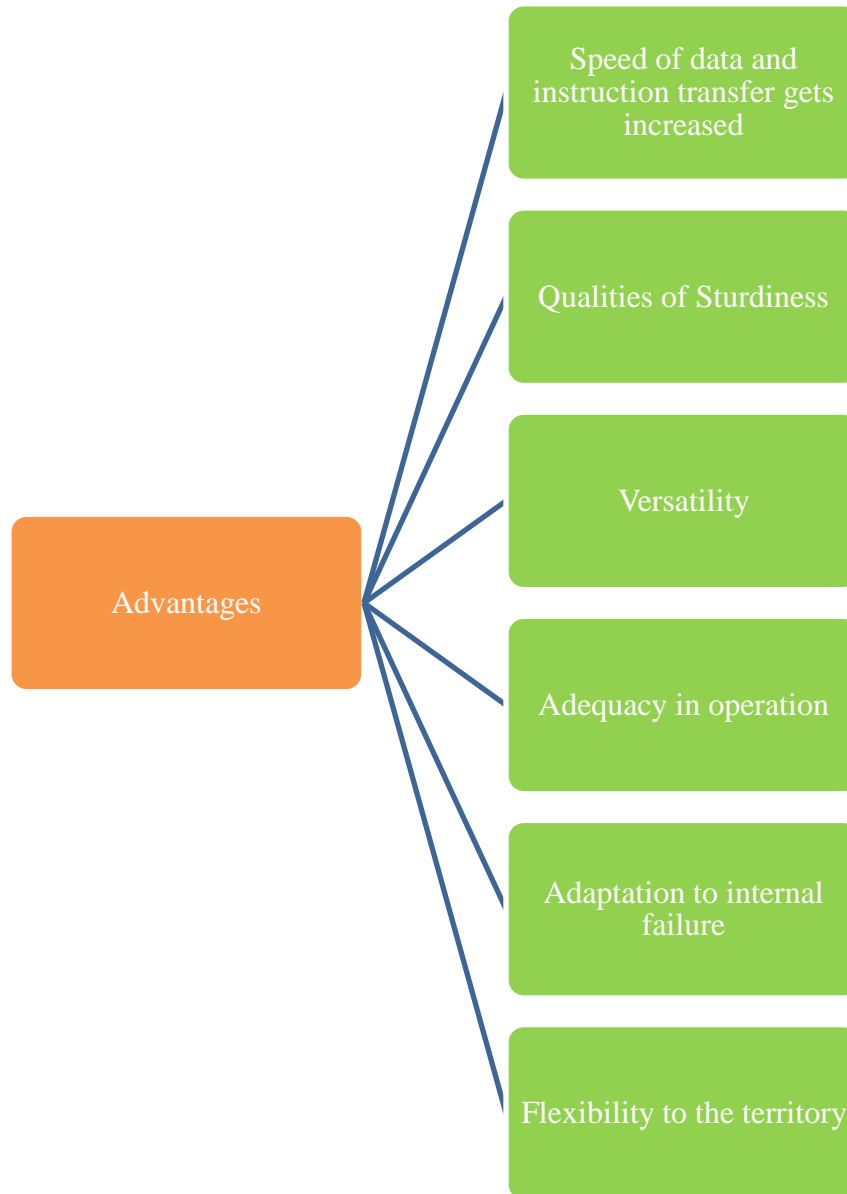 Speed of data and
instruction transfer gets
increased
Qualities of Sturdiness
Versatility
Advantages
Adequacy in operation
Adaptation to internal
failure
Flexibility to the territory